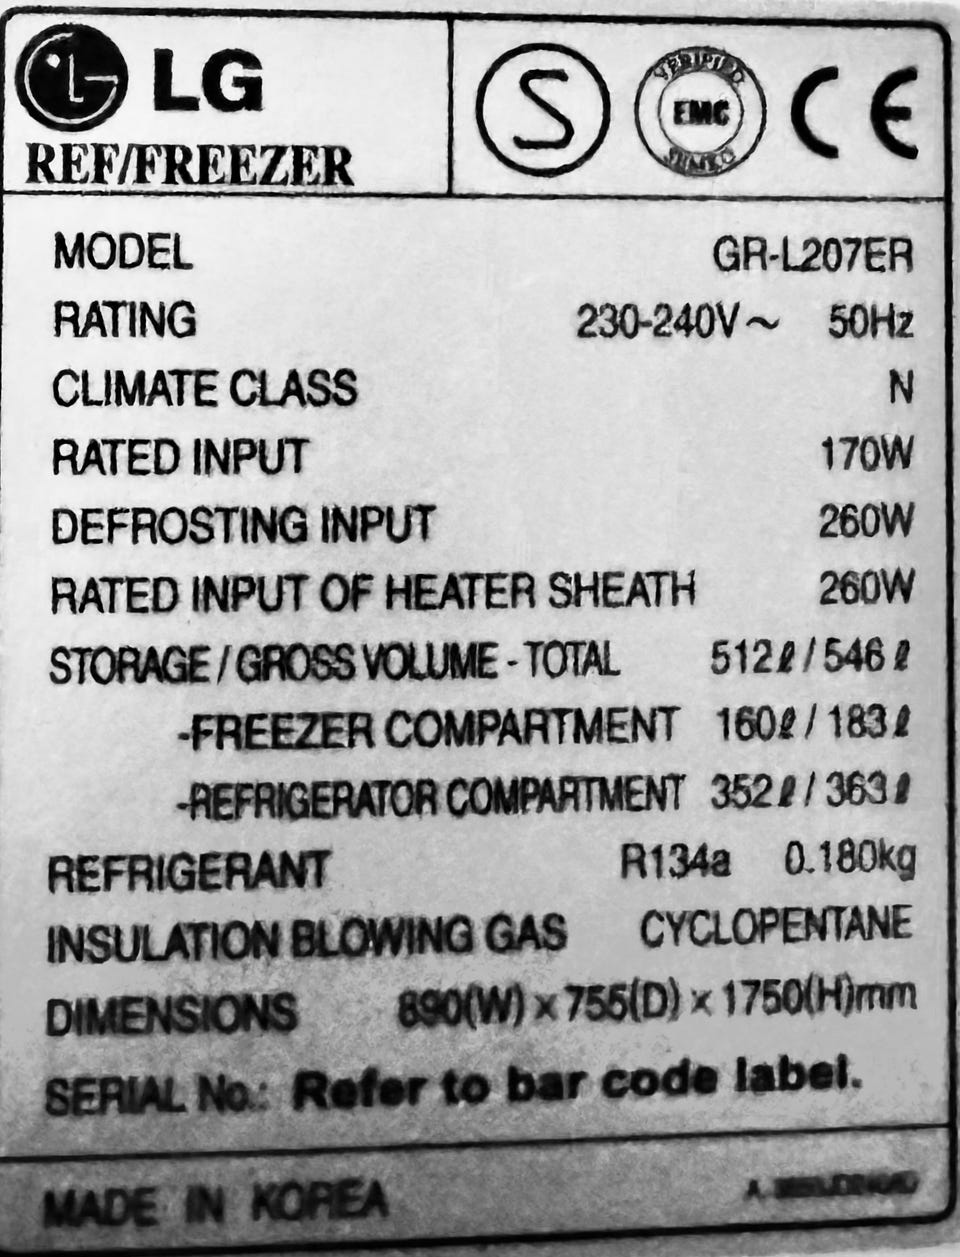 LG
REF/FREEZER
S
VERIFIED
EMC
CE
MODEL GR-L207ER
RATING 230-240V~ 50Hz
CLIMATE CLASS N
RATED INPUT 170W
DEFROSTING INPUT 260W
RATED INPUT OF HEATER SHEATH 260W
STORAGE/GROSS VOLUME - TOTAL 512ℓ/546ℓ
-FREEZER COMPARTMENT 160ℓ/183ℓ
-REFRIGERATOR COMPARTMENT 352ℓ/363ℓ
REFRIGERANT R134a 0.180kg
INSULATION BLOWING GAS CYCLOPENTANE
DIMENSIONS 890(W) x 755(D) x 1750(H)mm
SERIAL No.: Refer to bar code label.
MADE IN KOREA